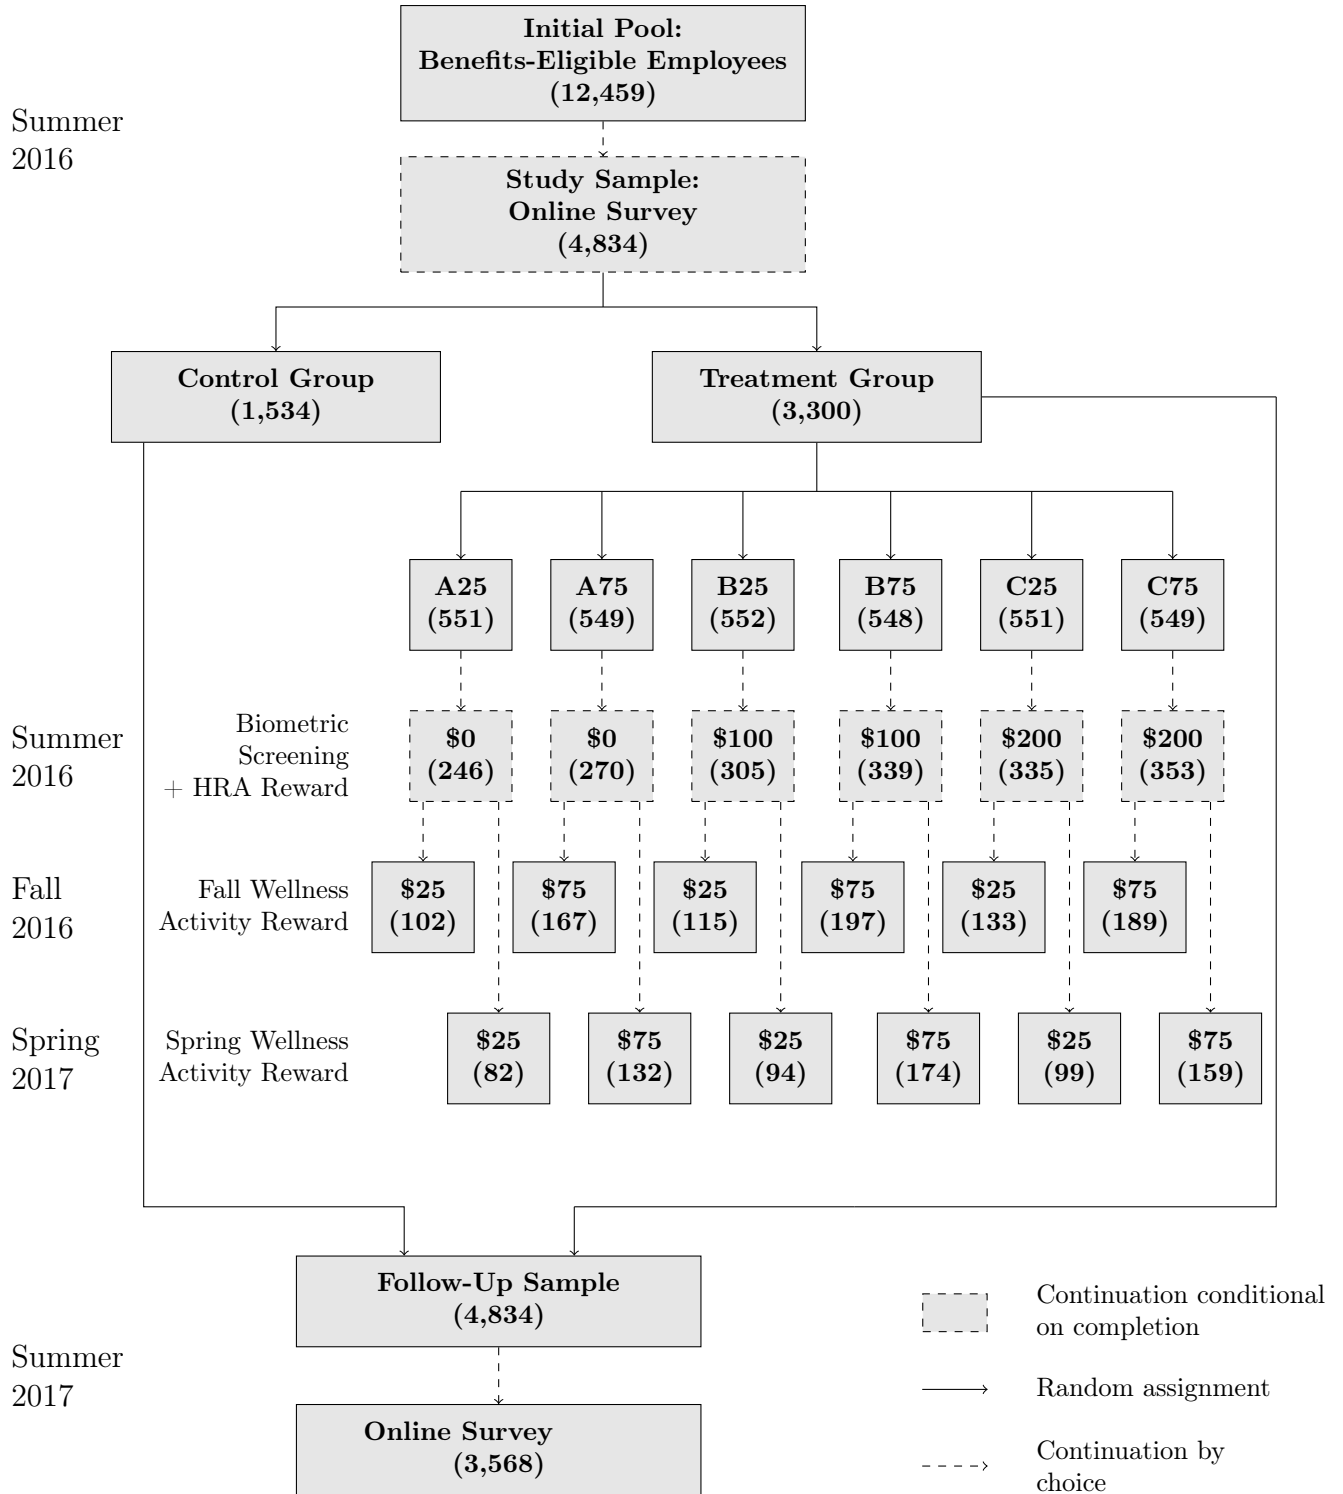 Initial Pool:
Benefits-Eligible Employees
(12,459)
Summer
2016
Study Sample:
Online Survey
(4,834)
Control Group
(1,534)
Treatment Group
(3,300)
A25
(551)
A75
(549)
B25
(552)
B75
(548)
C25
(551)
C75
(549)
Summer
2016
Biometric
Screening
+ HRA Reward
$0
(246)
$0
(270)
$100
(305)
$100
(339)
$200
(335)
$200
(353)
Fall
2016
Fall Wellness
Activity Reward
$25
(102)
$75
(167)
$25
(115)
$75
(197)
$25
(133)
$75
(189)
Spring
2017
Spring Wellness
Activity Reward
$25
(82)
$75
(132)
$25
(94)
$75
(174)
$25
(99)
$75
(159)
Follow-Up Sample
(4,834)
Summer
2017
Online Survey
(3,568)
Continuation conditional
on completion
Random assignment
Continuation by
choice